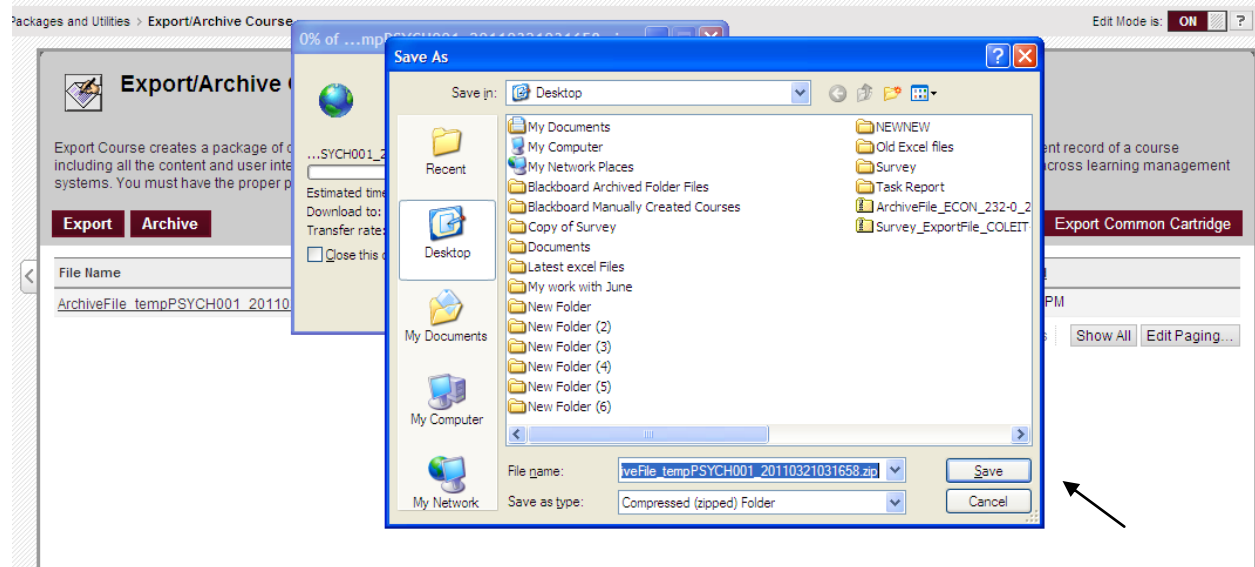 Packages and Utilities > Export/Archive Course
Edit Mode is: ON ?
0% of ...mpPSYCH001_20110321031658.zip
Export/Archive
Export Course creates a package of
including all the content and user inte
systems. You must have the proper p
ent record of a course
across learning management
Export
Archive
Export Common Cartridge
File Name
ArchiveFile_tempPSYCH001_20110
PM
Show All
Edit Paging...
...SYCH001_2
Estimated time
Download to:
Transfer rate:
Close this
Save As
Save in:
Desktop
Recent
Desktop
My Documents
My Computer
My Network
My Documents
My Computer
My Network Places
Blackboard Archived Folder Files
Blackboard Manually Created Courses
Copy of Survey
Documents
Latest excel Files
My work with June
New Folder
New Folder (2)
New Folder (3)
New Folder (4)
New Folder (5)
New Folder (6)
NEWNEW
Old Excel files
Survey
Task Report
ArchiveFile_ECON_232-0_2
Survey_ExportFile_COLEIT
File name:
iveFile_tempPSYCH001_20110321031658.zip
Save
Save as type:
Compressed (zipped) Folder
Cancel